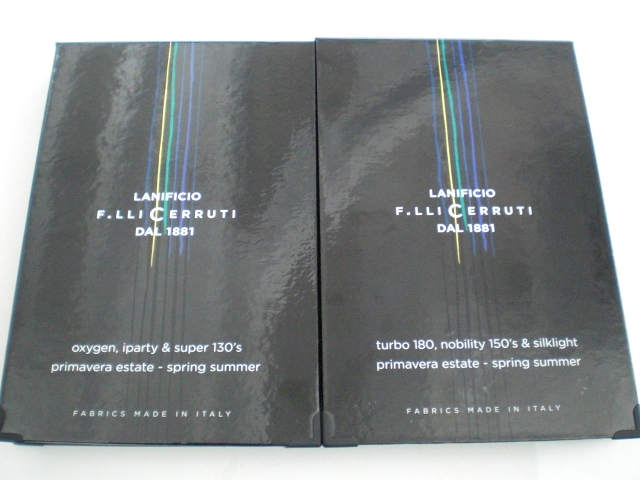 LANIFICIO
F.LLI CERRUTI
DAL 1881
oxygen, iparty & super 130's
primavera estate - spring summer
FABRICS MADE IN ITALY
LANIFICIO
F.LLI CERRUTI
DAL 1881
turbo 180, nobility 150's & silklight
primavera estate - spring summer
FABRICS MADE IN ITALY